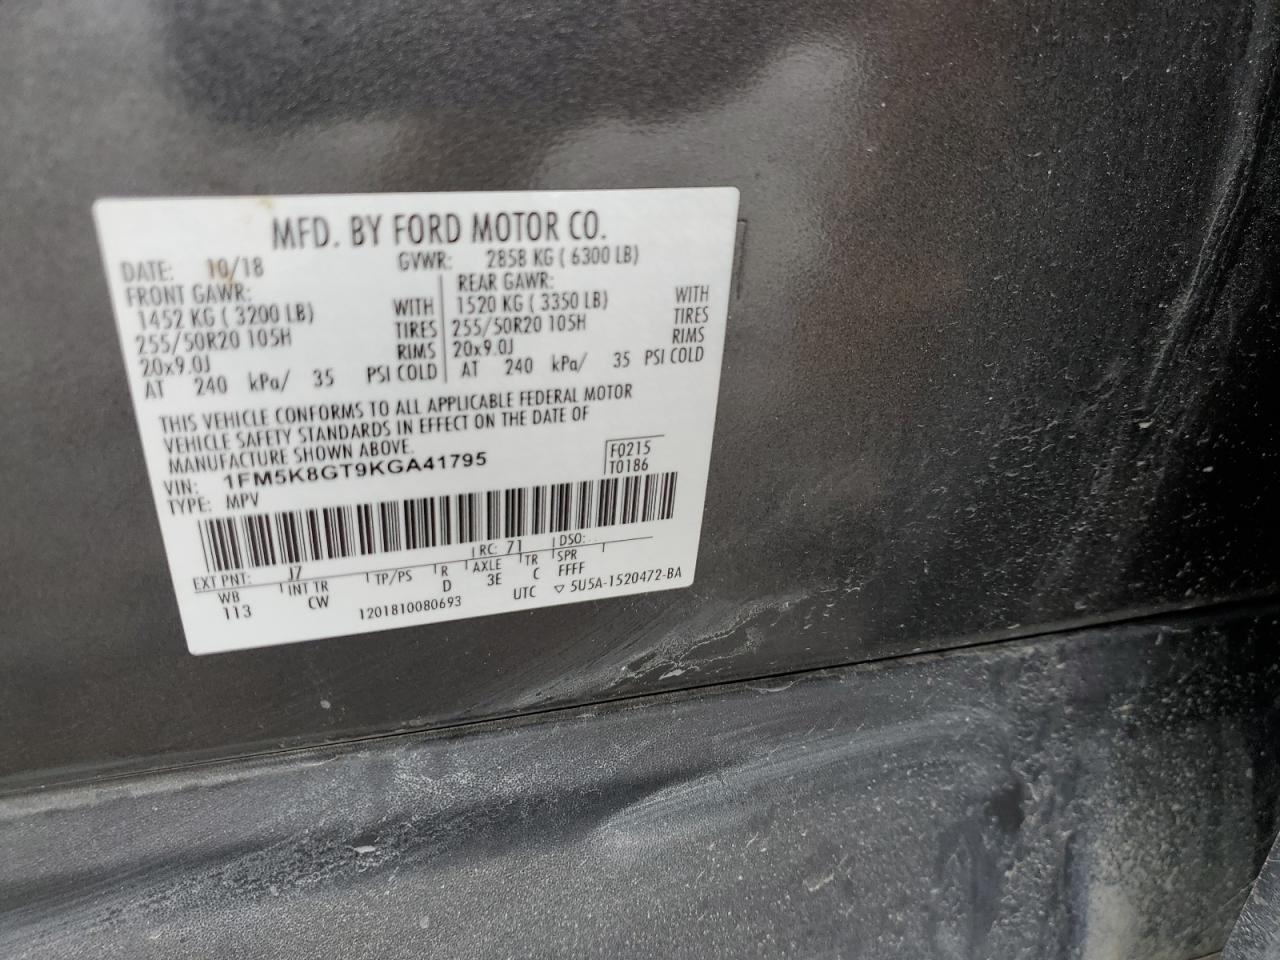 MFD. BY FORD MOTOR CO.
DATE: 10/18 GVWR: 2858 KG ( 6300 LB)
FRONT GAWR: REAR GAWR:
1452 KG ( 3200 LB) WITH 1520 KG ( 3350 LB) WITH
255/50R20 105H TIRES 255/50R20 105H TIRES
20x9.0J RIMS 20x9.0J RIMS
AT 240 kPa/ 35 PSI COLD AT 240 kPa/ 35 PSI COLD
THIS VEHICLE CONFORMS TO ALL APPLICABLE FEDERAL MOTOR
VEHICLE SAFETY STANDARDS IN EFFECT ON THE DATE OF
MANUFACTURE SHOWN ABOVE.
VIN: 1FM5K8GT9KGA41795 F0215
TYPE: MPV T0186
EXT PNT: J7 RC: 71 DSO:
WB INT TR TP/PS R AXLE TR SPR
113 CW D 3E C FFFF
1201810080693 UTC ▽ 5U5A-1520472-BA